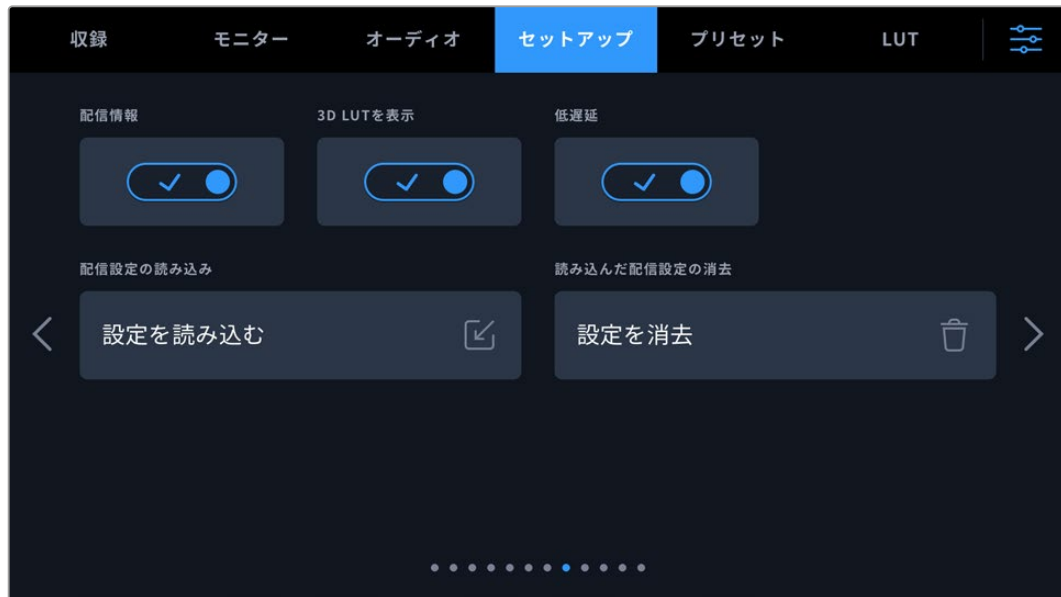 収録 モニター オーディオ セットアップ プリセット LUT
配信情報 3D LUTを表示 低遅延
配信設定の読み込み 読み込んだ配信設定の消去
設定を読み込む 設定を消去